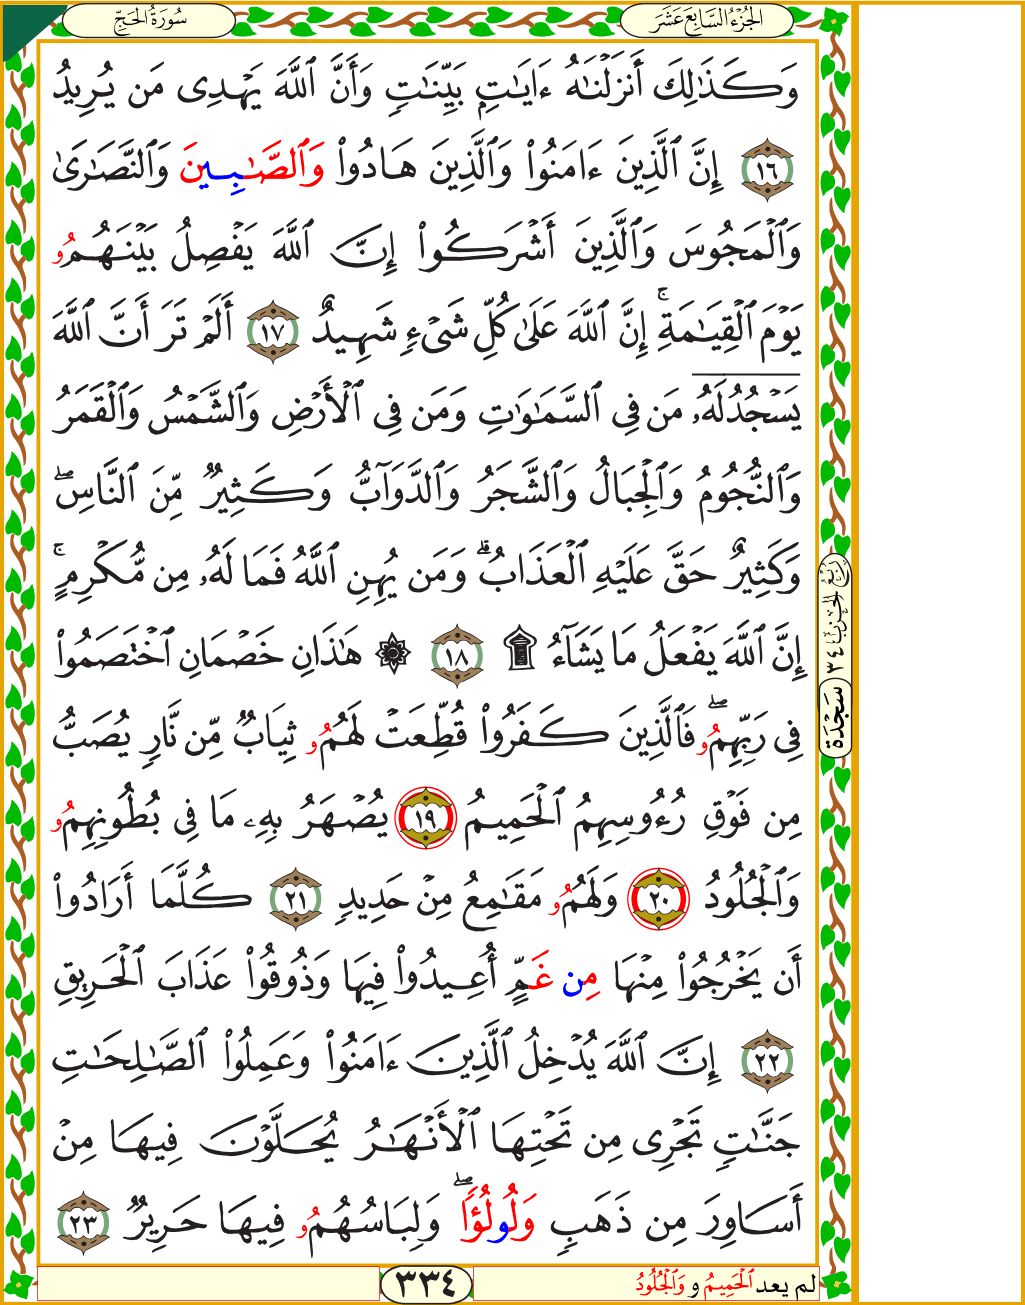 سُورَةُ الحَجِّ
الجُزْءُ السَّابِعَ عَشَرَ
وَكَذَٰلِكَ أَنزَلْنَٰهُ ءَايَٰتِۭ بَيِّنَٰتٖ وَأَنَّ ٱللَّهَ يَهْدِى مَن يُرِيدُ
١٦ إِنَّ ٱلَّذِينَ ءَامَنُوا۟ وَٱلَّذِينَ هَادُوا۟ وَٱلصَّٰبِينَ وَٱلنَّصَٰرَىٰ
وَٱلْمَجُوسَ وَٱلَّذِينَ أَشْرَكُوٓا۟ إِنَّ ٱللَّهَ يَفْصِلُ بَيْنَهُمُو
يَوْمَ ٱلْقِيَٰمَةِ ۚ إِنَّ ٱللَّهَ عَلَىٰ كُلِّ شَىْءٖ شَهِيدٌ ١٧ أَلَمْ تَرَ أَنَّ ٱللَّهَ
يَسْجُدُ لَهُۥ مَن فِى ٱلسَّمَٰوَٰتِ وَمَن فِى ٱلْأَرْضِ وَٱلشَّمْسُ وَٱلْقَمَرُ
وَٱلنُّجُومُ وَٱلْجِبَالُ وَٱلشَّجَرُ وَٱلدَّوَآبُّ وَكَثِيرٌ مِّنَ ٱلنَّاسِ ۖ
وَكَثِيرٌ حَقَّ عَلَيْهِ ٱلْعَذَابُ ۗ وَمَن يُهِنِ ٱللَّهُ فَمَا لَهُۥ مِن مُّكْرِمٍ ۚ
إِنَّ ٱللَّهَ يَفْعَلُ مَا يَشَآءُ ۩ ١٨ ۞ هَٰذَانِ خَصْمَانِ ٱخْتَصَمُوا۟
فِى رَبِّهِمُو ۖ فَٱلَّذِينَ كَفَرُوا۟ قُطِّعَتْ لَهُمُو ثِيَابٌ مِّن نَّارٍ يُصَبُّ
مِن فَوْقِ رُءُوسِهِمُ ٱلْحَمِيمُ ١٩ يُصْهَرُ بِهِۦ مَا فِى بُطُونِهِمُو
وَٱلْجُلُودُ ٢٠ وَلَهُمُو مَقَٰمِعُ مِنْ حَدِيدٖ ٢١ كُلَّمَآ أَرَادُوٓا۟
أَن يَخْرُجُوا۟ مِنْهَا مِن غَمٍّ أُعِيدُوا۟ فِيهَا وَذُوقُوا۟ عَذَابَ ٱلْحَرِيقِ
٢٢ إِنَّ ٱللَّهَ يُدْخِلُ ٱلَّذِينَ ءَامَنُوا۟ وَعَمِلُوا۟ ٱلصَّٰلِحَٰتِ
جَنَّٰتٖ تَجْرِى مِن تَحْتِهَا ٱلْأَنْهَٰرُ يُحَلَّوْنَ فِيهَا مِنْ
أَسَاوِرَ مِن ذَهَبٖ وَلُولُؤًا ۖ وَلِبَاسُهُمُو فِيهَا حَرِيرٌ ٢٣
رُبُعُ الحِزْبِ ٣٤
سَجْدَة
لم يعد ٱلْحَمِيمُ و وَٱلْجُلُودُ
٣٣٤